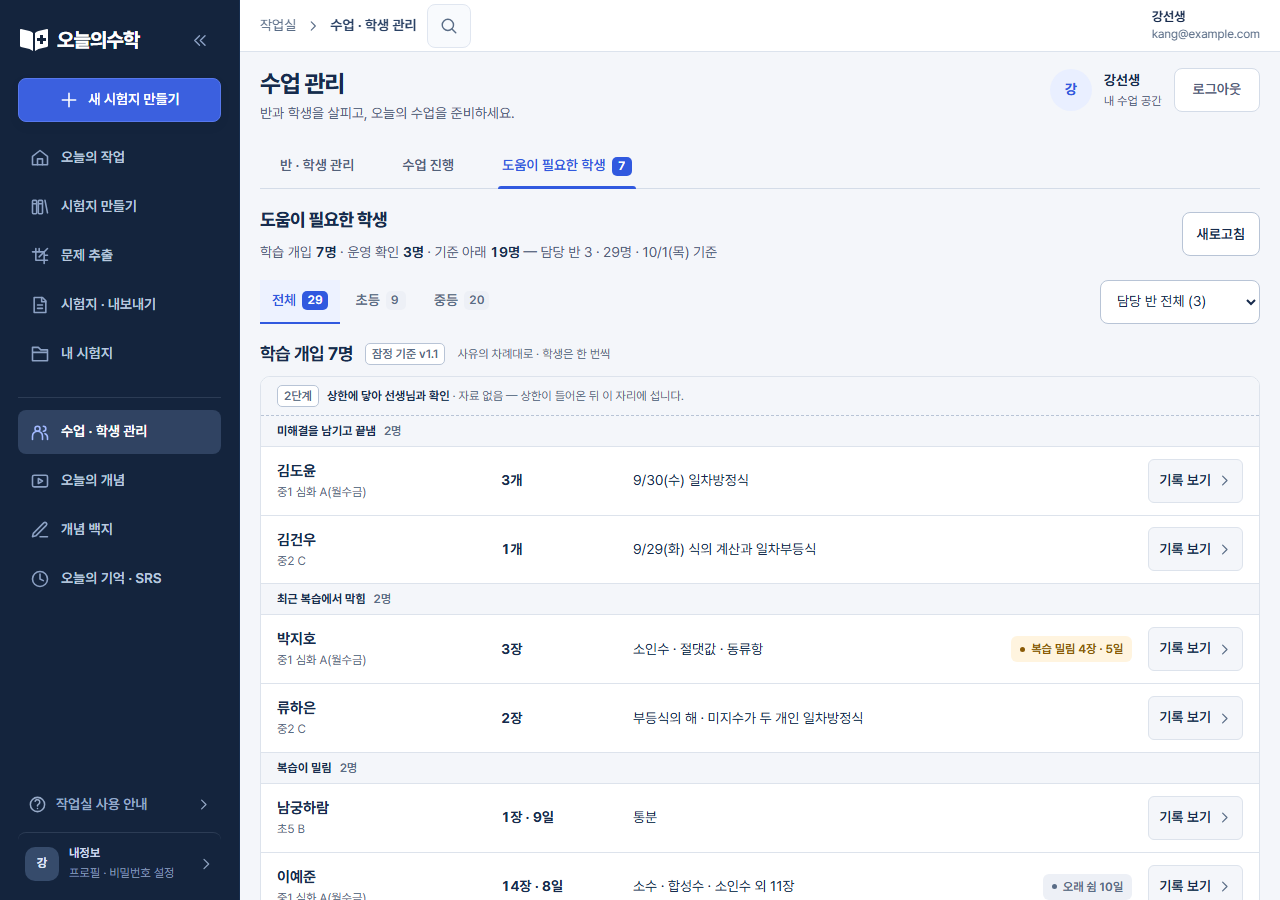 오늘의수학
새 시험지 만들기
오늘의 작업
시험지 만들기
문제 추출
시험지 · 내보내기
내 시험지
수업 · 학생 관리
오늘의 개념
개념 백지
오늘의 기억 · SRS
작업실 사용 안내
강
내정보
프로필 · 비밀번호 설정
작업실
수업 · 학생 관리
강선생
kang@example.com
수업 관리
반과 학생을 살피고, 오늘의 수업을 준비하세요.
강
강선생
내 수업 공간
로그아웃
반 · 학생 관리
수업 진행
도움이 필요한 학생 7
도움이 필요한 학생
학습 개입 7명 · 운영 확인 3명 · 기준 아래 19명 — 담당 반 3 · 29명 · 10/1(목) 기준
새로고침
전체 29
초등 9
중등 20
담당 반 전체 (3)
학습 개입 7명
잠정 기준 v1.1
사유의 차례대로 · 학생은 한 번씩
2단계
상한에 닿아 선생님과 확인 · 자료 없음 — 상한이 들어온 뒤 이 자리에 섭니다.
미해결을 남기고 끝냄 2명
김도윤
중1 심화 A(월수금)
3개
9/30(수) 일차방정식
기록 보기
김건우
중2 C
1개
9/29(화) 식의 계산과 일차부등식
기록 보기
최근 복습에서 막힘 2명
박지호
중1 심화 A(월수금)
3장
소인수 · 절댓값 · 동류항
복습 밀림 4장 · 5일
기록 보기
류하은
중2 C
2장
부등식의 해 · 미지수가 두 개인 일차방정식
기록 보기
복습이 밀림 2명
남궁하람
초5 B
1장 · 9일
통분
기록 보기
이예준
중1 심화 A(월수금)
14장 · 8일
소수 · 합성수 · 소인수 외 11장
오래 쉼 10일
기록 보기